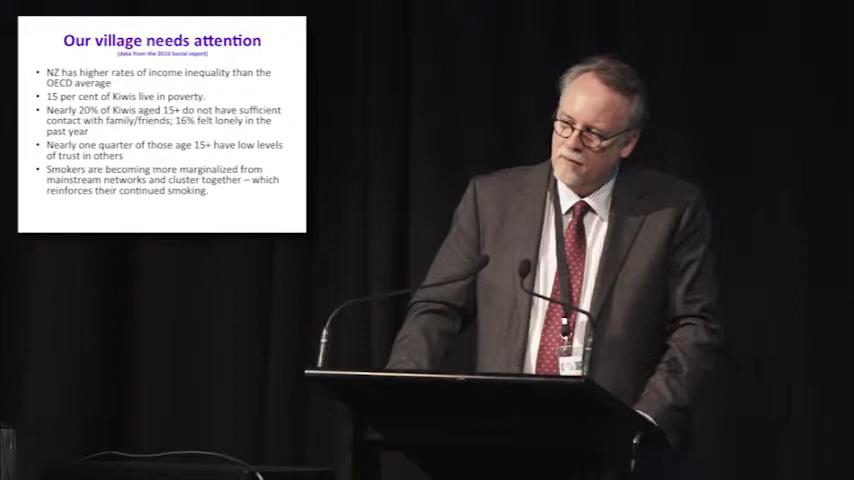 Our village needs attention
(data from the 2010 Social report)
• NZ has higher rates of income inequality than the
OECD average
• 15 per cent of Kiwis live in poverty.
• Nearly 20% of Kiwis aged 15+ do not have sufficient
contact with family/friends; 16% felt lonely in the
past year
• Nearly one quarter of those age 15+ have low levels
of trust in others
• Smokers are becoming more marginalized from
mainstream networks and cluster together – which
reinforces their continued smoking.